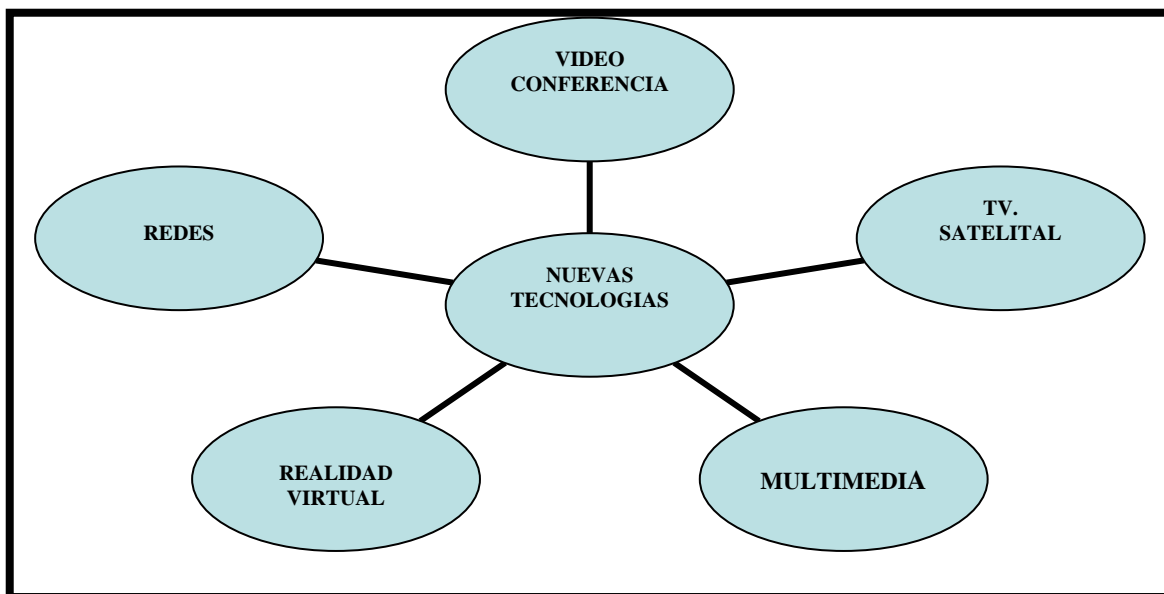 VIDEO
CONFERENCIA
TV.
SATELITAL
REDES
NUEVAS
TECNOLOGIAS
REALIDAD
VIRTUAL
MULTIMEDIA